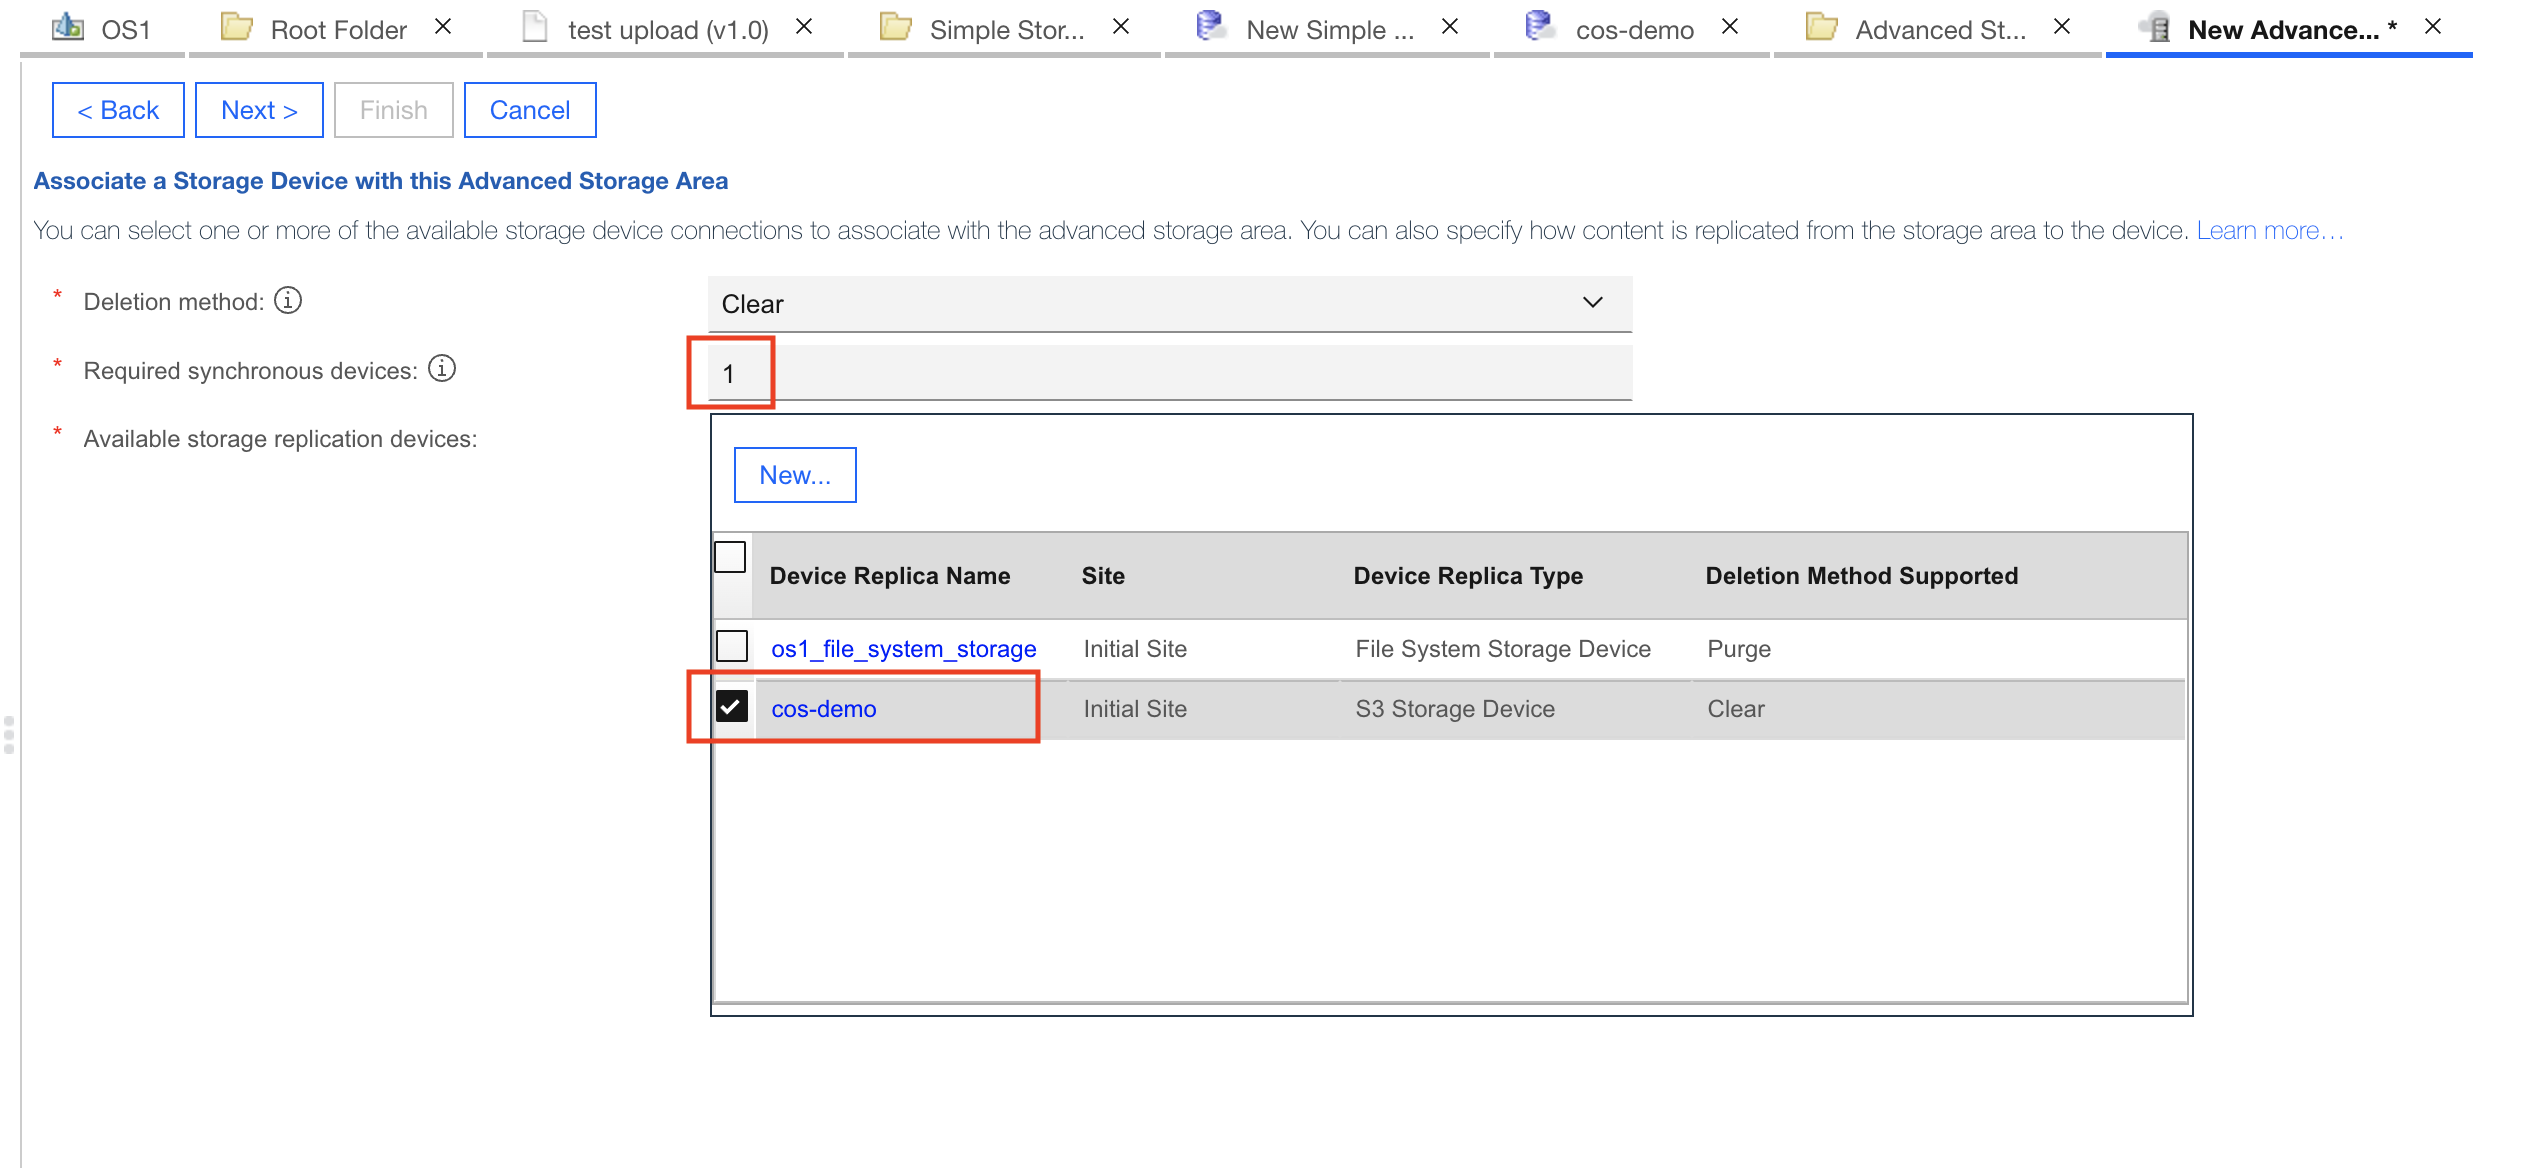 OS1
Root Folder
test upload (v1.0)
Simple Stor...
New Simple ...
cos-demo
Advanced St...
New Advance... *
< Back
Next >
Finish
Cancel
Associate a Storage Device with this Advanced Storage Area
You can select one or more of the available storage device connections to associate with the advanced storage area. You can also specify how content is replicated from the storage area to the device. Learn more...
* Deletion method:
Clear
* Required synchronous devices:
1
* Available storage replication devices:
New...
Device Replica Name Site Device Replica Type Deletion Method Supported
os1_file_system_storage Initial Site File System Storage Device Purge
cos-demo Initial Site S3 Storage Device Clear